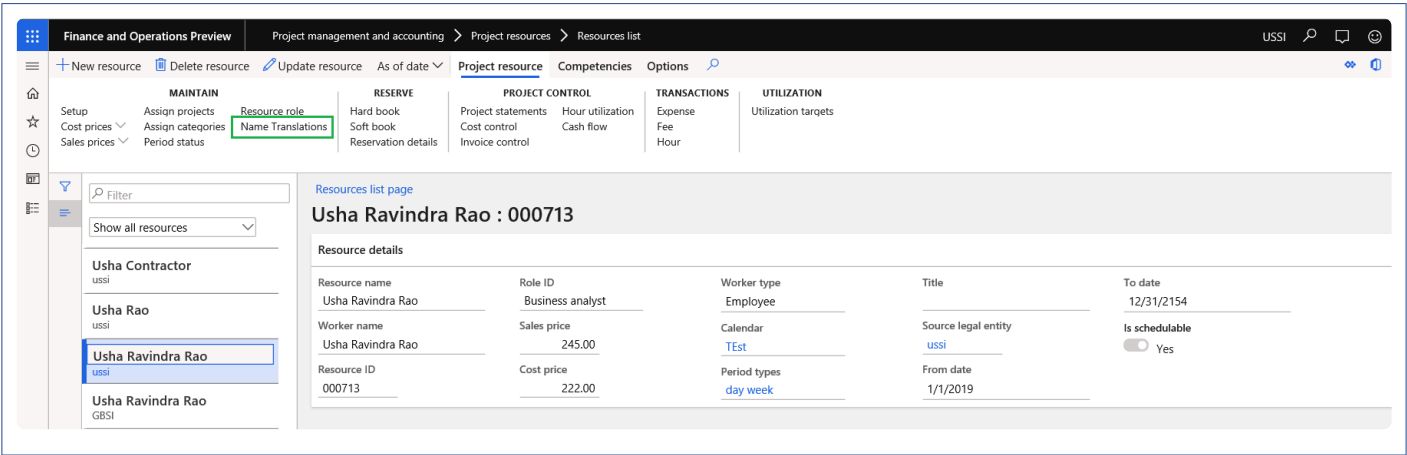 Finance and Operations Preview Project management and accounting Project resources Resources list USSI
New resource Delete resource Update resource As of date Project resource Competencies Options
MAINTAIN RESERVE PROJECT CONTROL TRANSACTIONS UTILIZATION
Setup Assign projects Resource role Hard book Project statements Hour utilization Expense Utilization targets
Cost prices Assign categories Name Translations Soft book Cost control Cash flow Fee
Sales prices Period status Reservation details Invoice control Hour
Filter
Show all resources
Usha Contractor
ussi
Usha Rao
ussi
Usha Ravindra Rao
ussi
Usha Ravindra Rao
GBSI
Resources list page
Usha Ravindra Rao : 000713
Resource details
Resource name Role ID Worker type Title To date
Usha Ravindra Rao Business analyst Employee 12/31/2154
Worker name Sales price Calendar Source legal entity Is schedulable
Usha Ravindra Rao 245.00 TEst ussi Yes
Resource ID Cost price Period types From date
000713 222.00 day week 1/1/2019